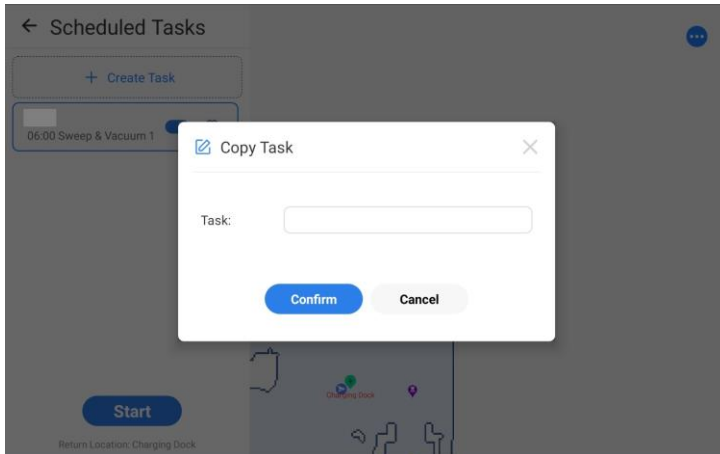 Scheduled Tasks
+ Create Task
06:00 Sweep & Vacuum 1
Copy Task
Task:
Confirm
Cancel
Charging Dock
Start
Return Location: Charging Dock